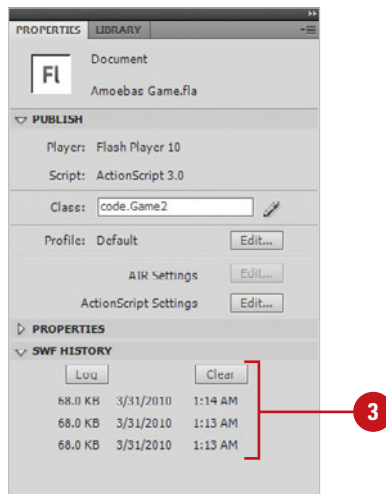 PROPERTIES LIBRARY
Fl
Document
Amoebas Game.fla
PUBLISH
Player: Flash Player 10
Script: ActionScript 3.0
Class: code.Game2
Profile: Default Edit...
AIR Settings Edit...
ActionScript Settings Edit...
PROPERTIES
SWF HISTORY
Log Clear
68.0 KB 3/31/2010 1:14 AM
68.0 KB 3/31/2010 1:13 AM
68.0 KB 3/31/2010 1:13 AM
3